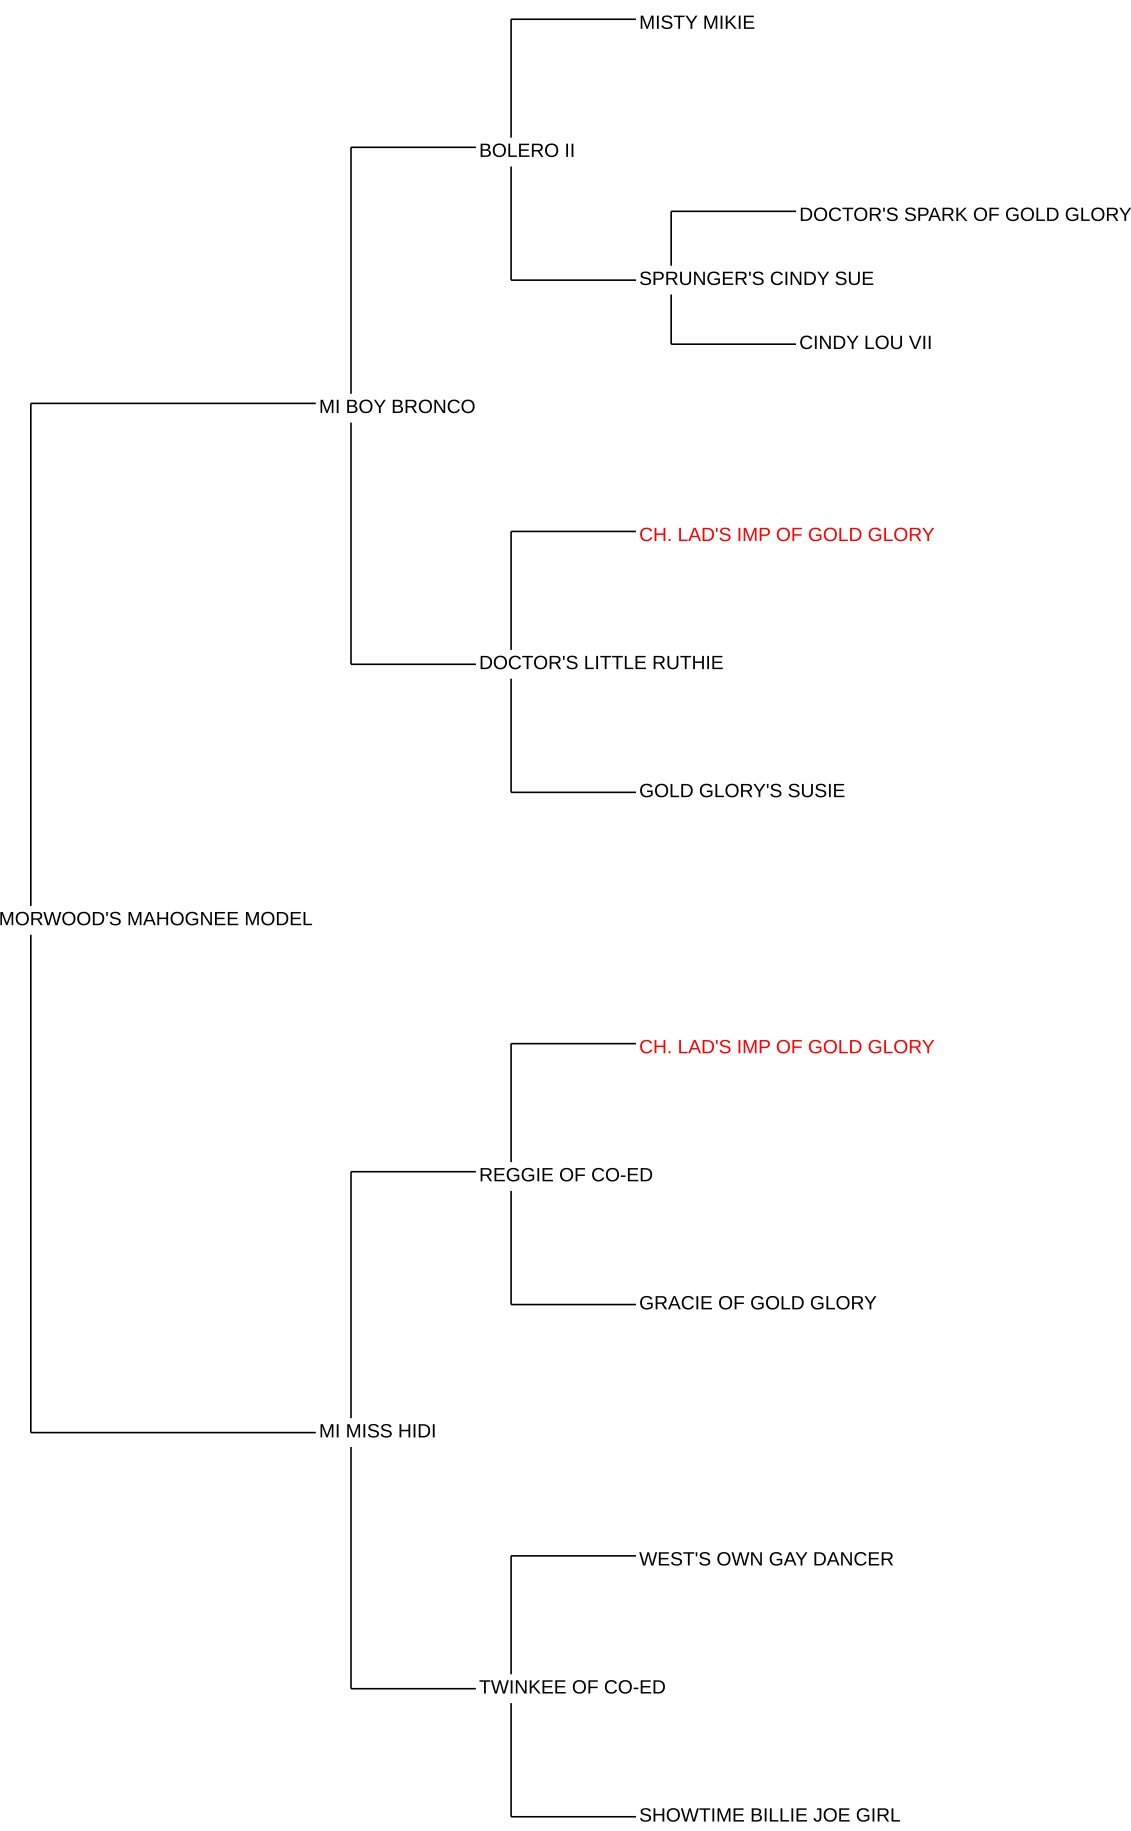 MISTY MIKIE
BOLERO II
DOCTOR'S SPARK OF GOLD GLORY
SPRUNGER'S CINDY SUE
CINDY LOU VII
MI BOY BRONCO
CH. LAD'S IMP OF GOLD GLORY
DOCTOR'S LITTLE RUTHIE
GOLD GLORY'S SUSIE
MORWOOD'S MAHOGNEE MODEL
CH. LAD'S IMP OF GOLD GLORY
REGGIE OF CO-ED
GRACIE OF GOLD GLORY
MI MISS HIDI
WEST'S OWN GAY DANCER
TWINKEE OF CO-ED
SHOWTIME BILLIE JOE GIRL